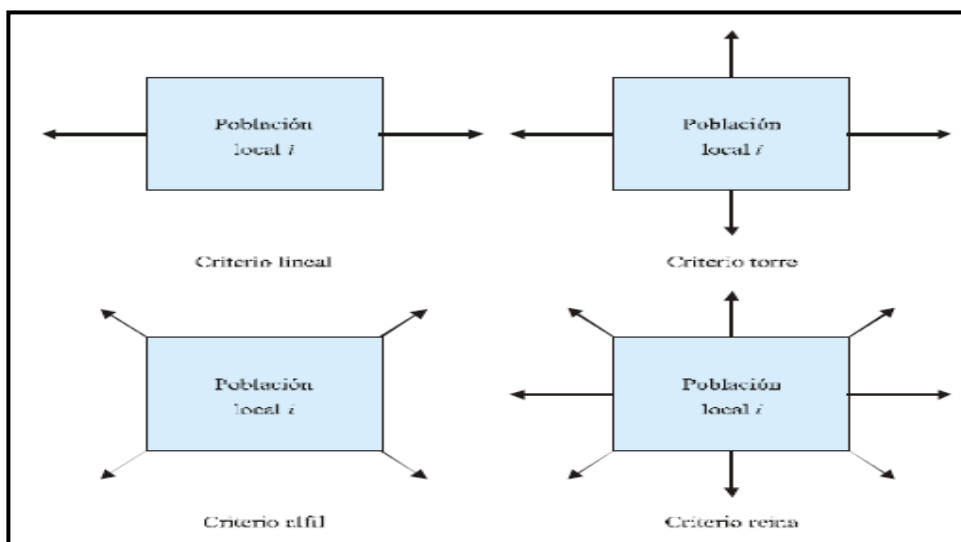 Población
local i
Población
local i
Criterio lineal
Criterio torre
Población
local i
Población
local i
Criterio alfil
Criterio reina